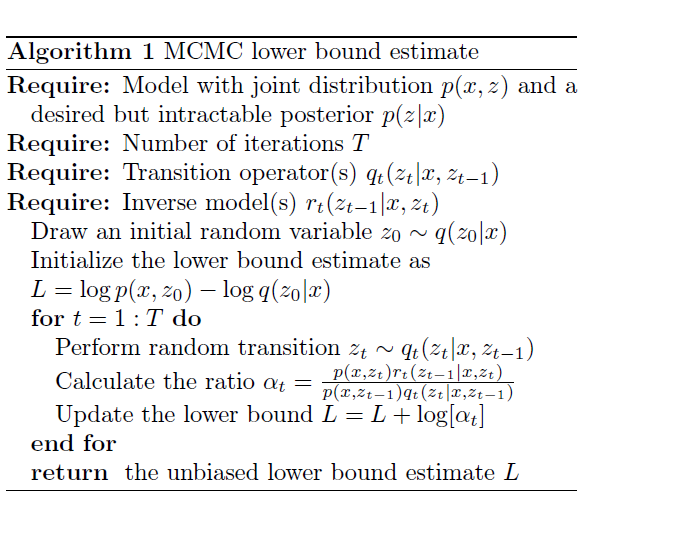 Algorithm 1 MCMC lower bound estimate
Require: Model with joint distribution p(x, z) and a
desired but intractable posterior p(z|x)
Require: Number of iterations T
Require: Transition operator(s) q_t(z_t|x, z_{t−1})
Require: Inverse model(s) r_t(z_{t−1}|x, z_t)
Draw an initial random variable z_0 ∼ q(z_0|x)
Initialize the lower bound estimate as
L = log p(x, z_0) − log q(z_0|x)
for t = 1 : T do
Perform random transition z_t ∼ q_t(z_t|x, z_{t−1})
Calculate the ratio α_t = \frac{p(x,z_t)r_t(z_{t−1}|x,z_t)}{p(x,z_{t−1})q_t(z_t|x,z_{t−1})}
Update the lower bound L = L + log[α_t]
end for
return the unbiased lower bound estimate L